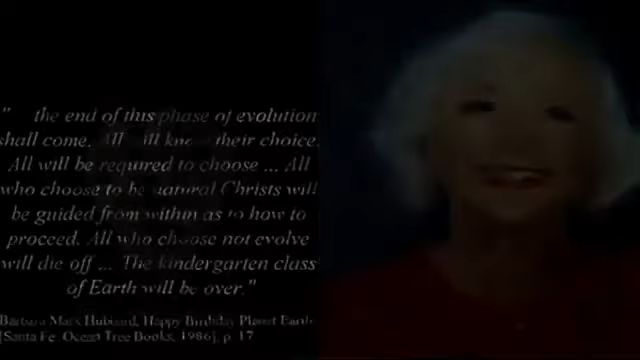 " the end of this phase of evolution
shall come. All will know their choice.
All will be required to choose ... All
who choose to be natural Christs will
be guided from within as to how to
proceed. All who choose not evolve
will die off ... The kindergarten class
of Earth will be over."
Barbara Marx Hubbard, Happy Birthday Planet Earth
[Santa Fe: Ocean Tree Books, 1986], p. 17